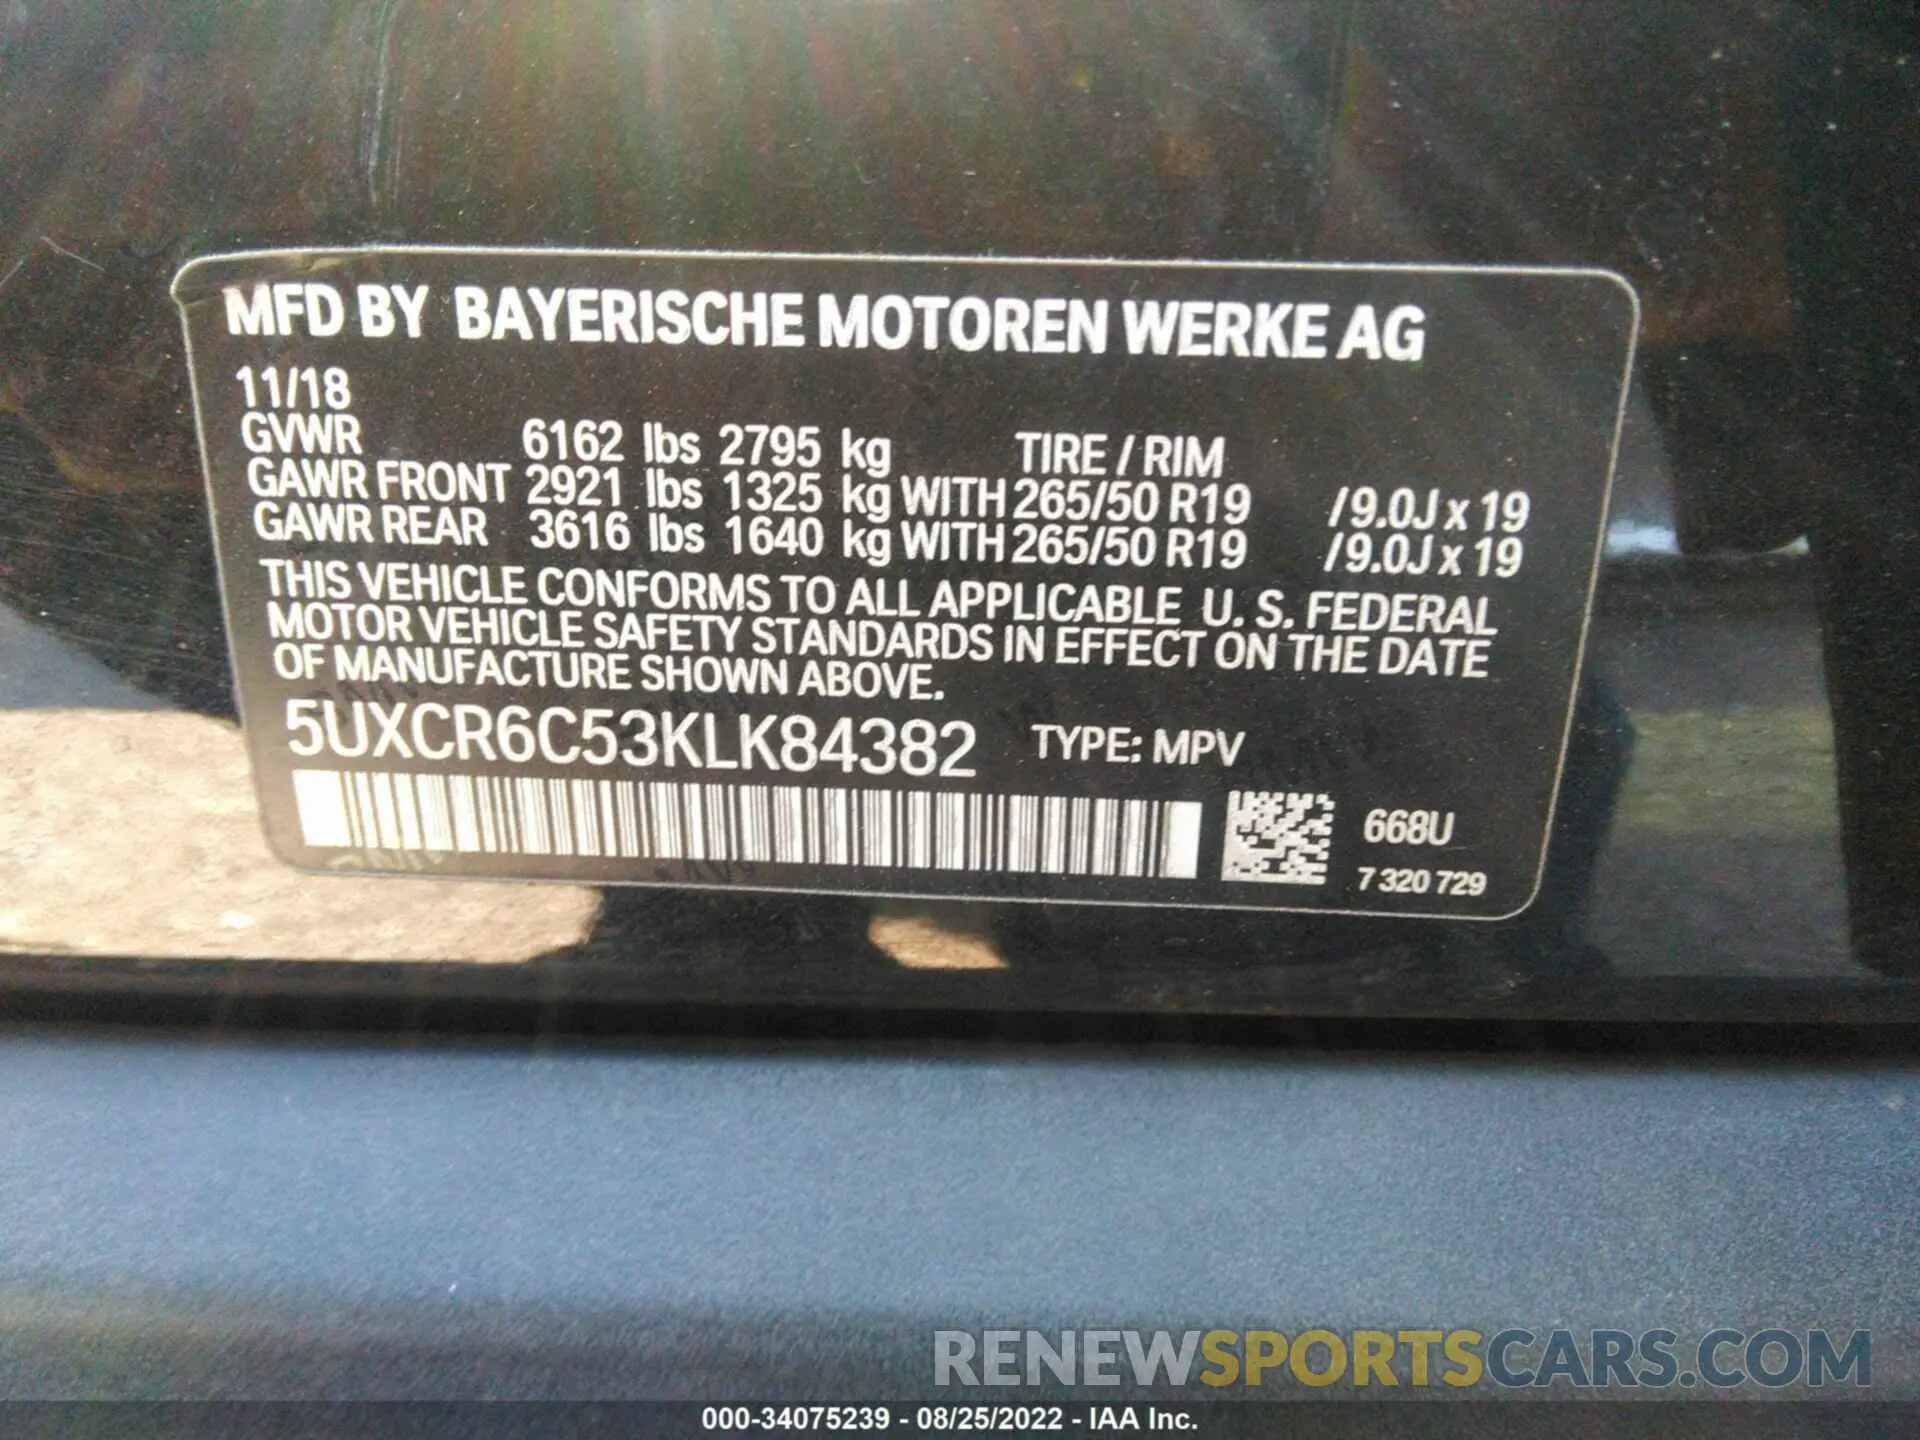 MFD BY BAYERISCHE MOTOREN WERKE AG
11/18
GVWR 6162 lbs 2795 kg TIRE / RIM
GAWR FRONT 2921 lbs 1325 kg WITH 265/50 R19 /9.0J x 19
GAWR REAR 3616 lbs 1640 kg WITH 265/50 R19 /9.0J x 19
THIS VEHICLE CONFORMS TO ALL APPLICABLE U. S. FEDERAL
MOTOR VEHICLE SAFETY STANDARDS IN EFFECT ON THE DATE
OF MANUFACTURE SHOWN ABOVE.
5UXCR6C53KLK84382 TYPE: MPV
668U
7 320 729
RENEWSPORTSCARS.COM
000-34075239 - 08/25/2022 - IAA Inc.